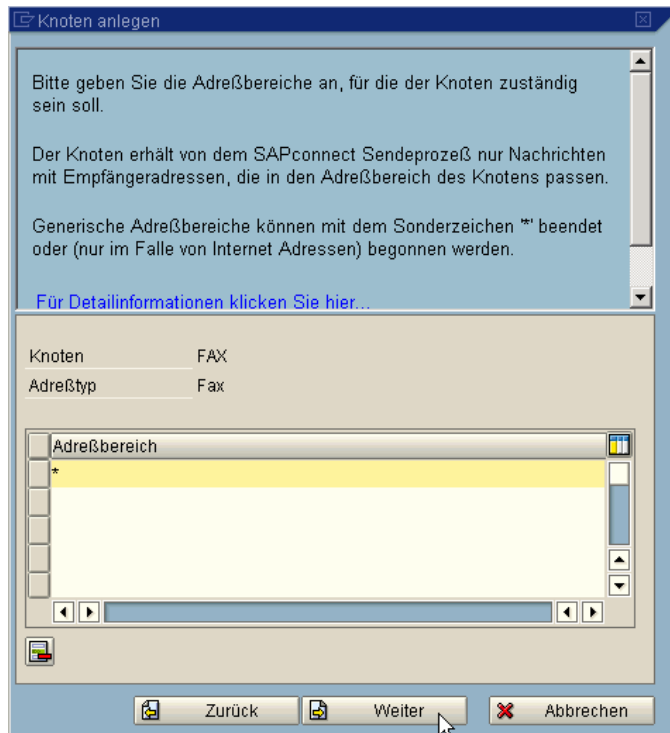 Knoten anlegen
Bitte geben Sie die Adreßbereiche an, für die der Knoten zuständig
sein soll.
Der Knoten erhält von dem SAPconnect Sendeprozeß nur Nachrichten
mit Empfängeradressen, die in den Adreßbereich des Knotens passen.
Generische Adreßbereiche können mit dem Sonderzeichen '*' beendet
oder (nur im Falle von Internet Adressen) begonnen werden.
Für Detailinformationen klicken Sie hier...
Knoten FAX
Adreßtyp Fax
Adreßbereich
*
Zurück Weiter Abbrechen